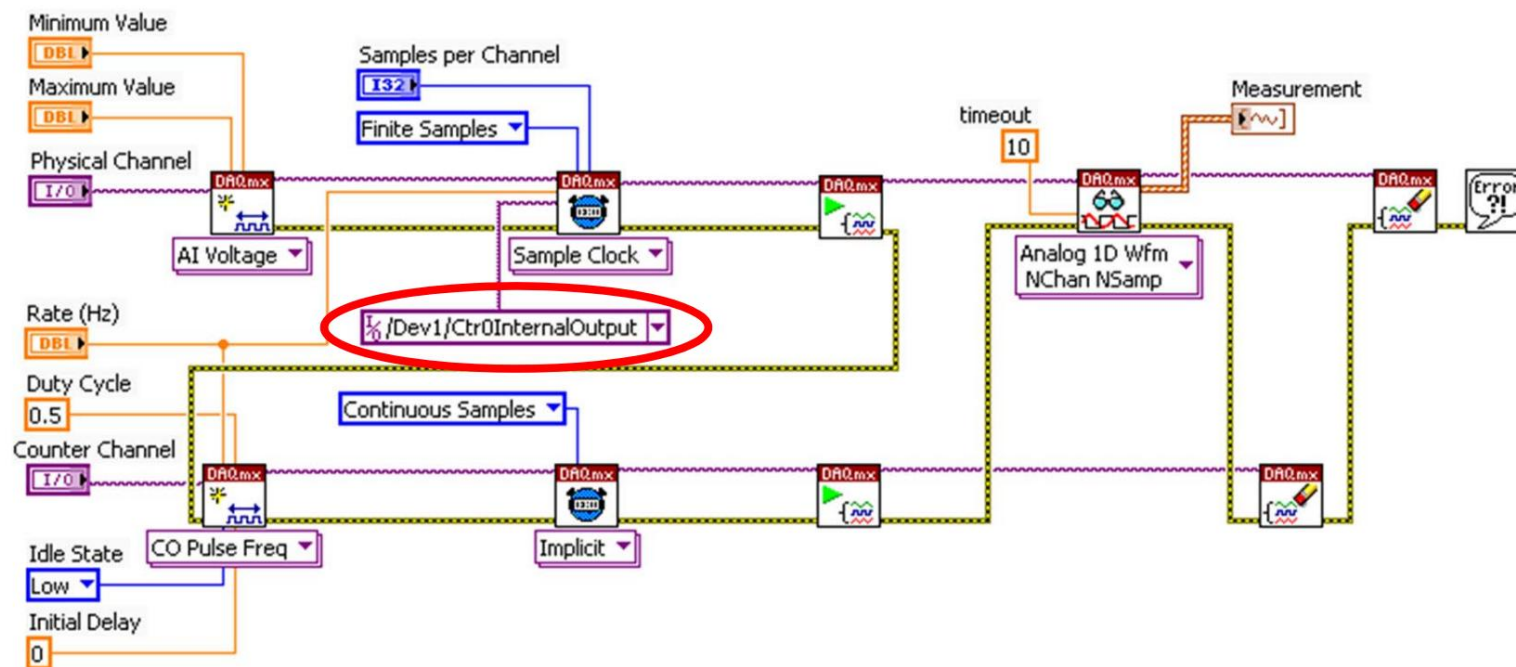 Minimum Value
DBL
Maximum Value
DBL
Physical Channel
I/O
Samples per Channel
I32
Finite Samples
timeout
10
Measurement
DAQmx
DAQmx
DAQmx
DAQmx
DAQmx
Error
?!
AI Voltage
Sample Clock
Analog 1D Wfm
NChan NSamp
Rate (Hz)
DBL
I/O /Dev1/Ctr0InternalOutput
Duty Cycle
0.5
Continuous Samples
Counter Channel
I/O
DAQmx
DAQmx
DAQmx
DAQmx
CO Pulse Freq
Implicit
Idle State
Low
Initial Delay
0